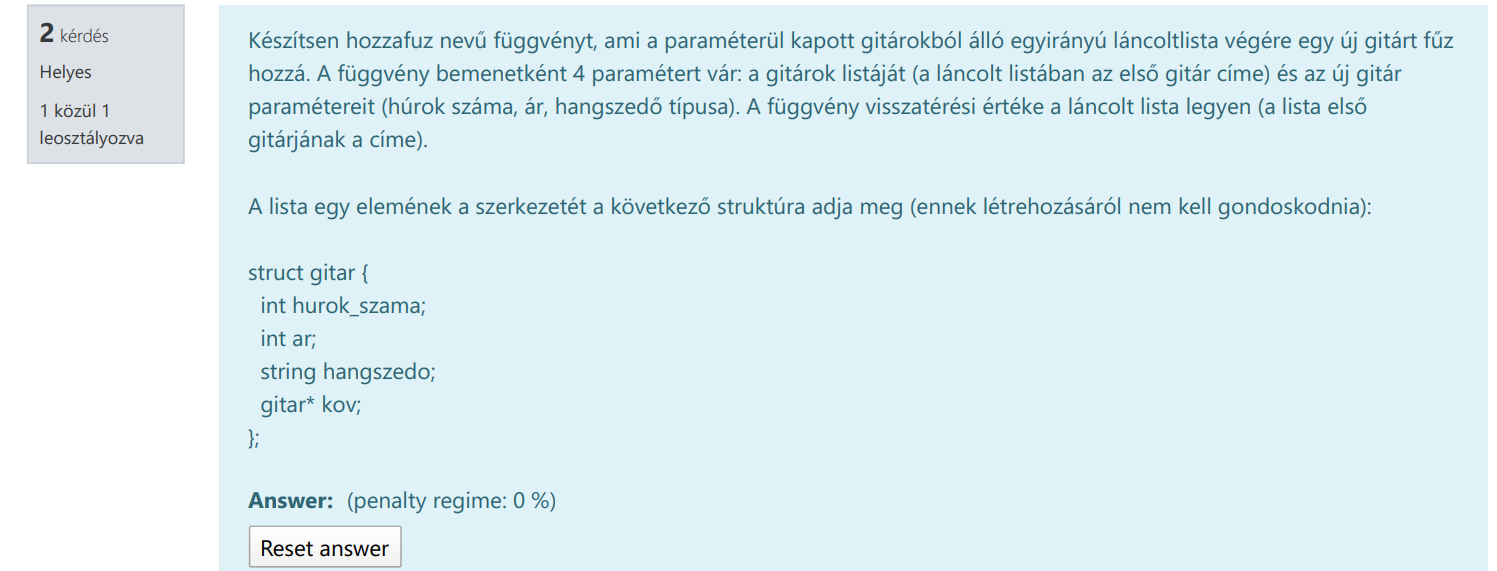 2 kérdés
Helyes
1 közül 1
leosztályozva
Készítsen hozzafuz nevű függvényt, ami a paraméterül kapott gitárokból álló egyirányú láncoltlista végére egy új gitárt fűz
hozzá. A függvény bemenetként 4 paramétert vár: a gitárok listáját (a láncolt listában az első gitár címe) és az új gitár
paramétereit (húrok száma, ár, hangszedő típusa). A függvény visszatérési értéke a láncolt lista legyen (a lista első
gitárjának a címe).
A lista egy elemének a szerkezetét a következő struktúra adja meg (ennek létrehozásáról nem kell gondoskodnia):
struct gitar {
int hurok_szama;
int ar;
string hangszedo;
gitar* kov;
};
Answer: (penalty regime: 0 %)
Reset answer